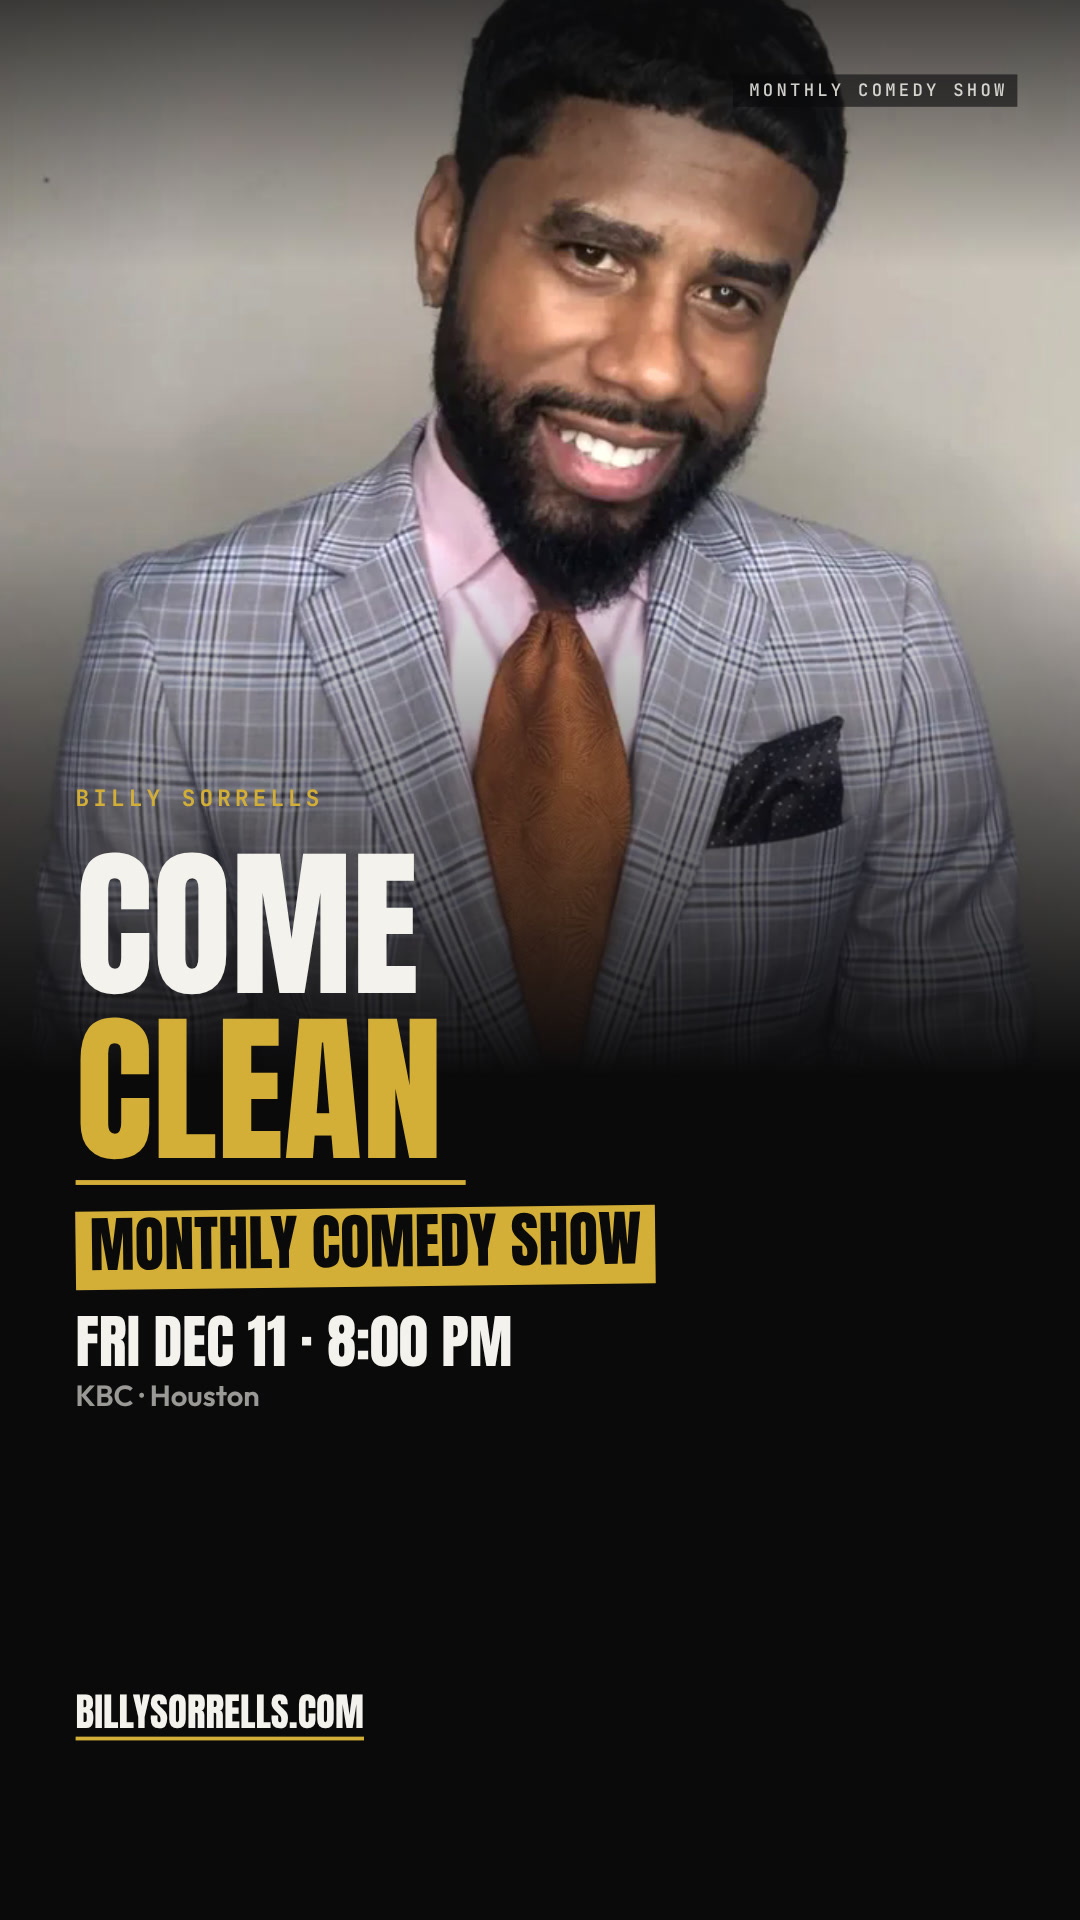 MONTHLY COMEDY SHOW
BILLY SORRELLS
COME
CLEAN
MONTHLY COMEDY SHOW
FRI DEC 11 · 8:00 PM
KBC · Houston
BILLYSORRELLS.COM